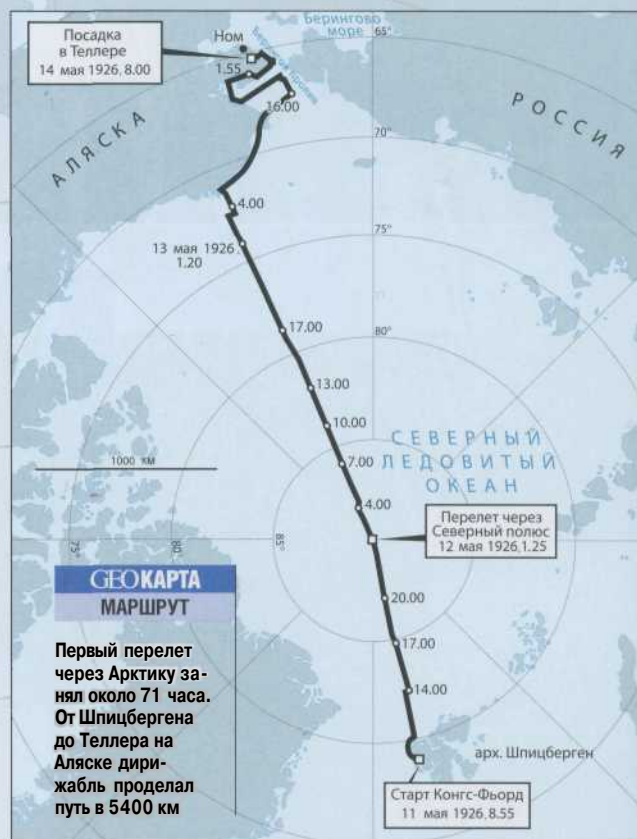 Посадка
в Теллере
14 мая 1926, 8.00
Ном
1.55
Берингово
море
Берингов пролив
65°
16.00
РОССИЯ
АЛЯСКА
70°
4.00
75°
13 мая 1926
1.20
17.00
80°
13.00
10.00
СЕВЕРНЫЙ
ЛЕДОВИТЫЙ
ОКЕАН
7.00
1000 км
4.00
Перелет через
Северный полюс
12 мая 1926, 1.25
75°
80°
85°
GEOКАРТА
МАРШРУТ
20.00
17.00
14.00
Первый перелет
через Арктику за-
нял около 71 часа.
От Шпицбергена
до Теллера на
Аляске дири-
жабль проделал
путь в 5400 км
арх. Шпицберген
Старт Конгс-Фьорд
11 мая 1926, 8.55